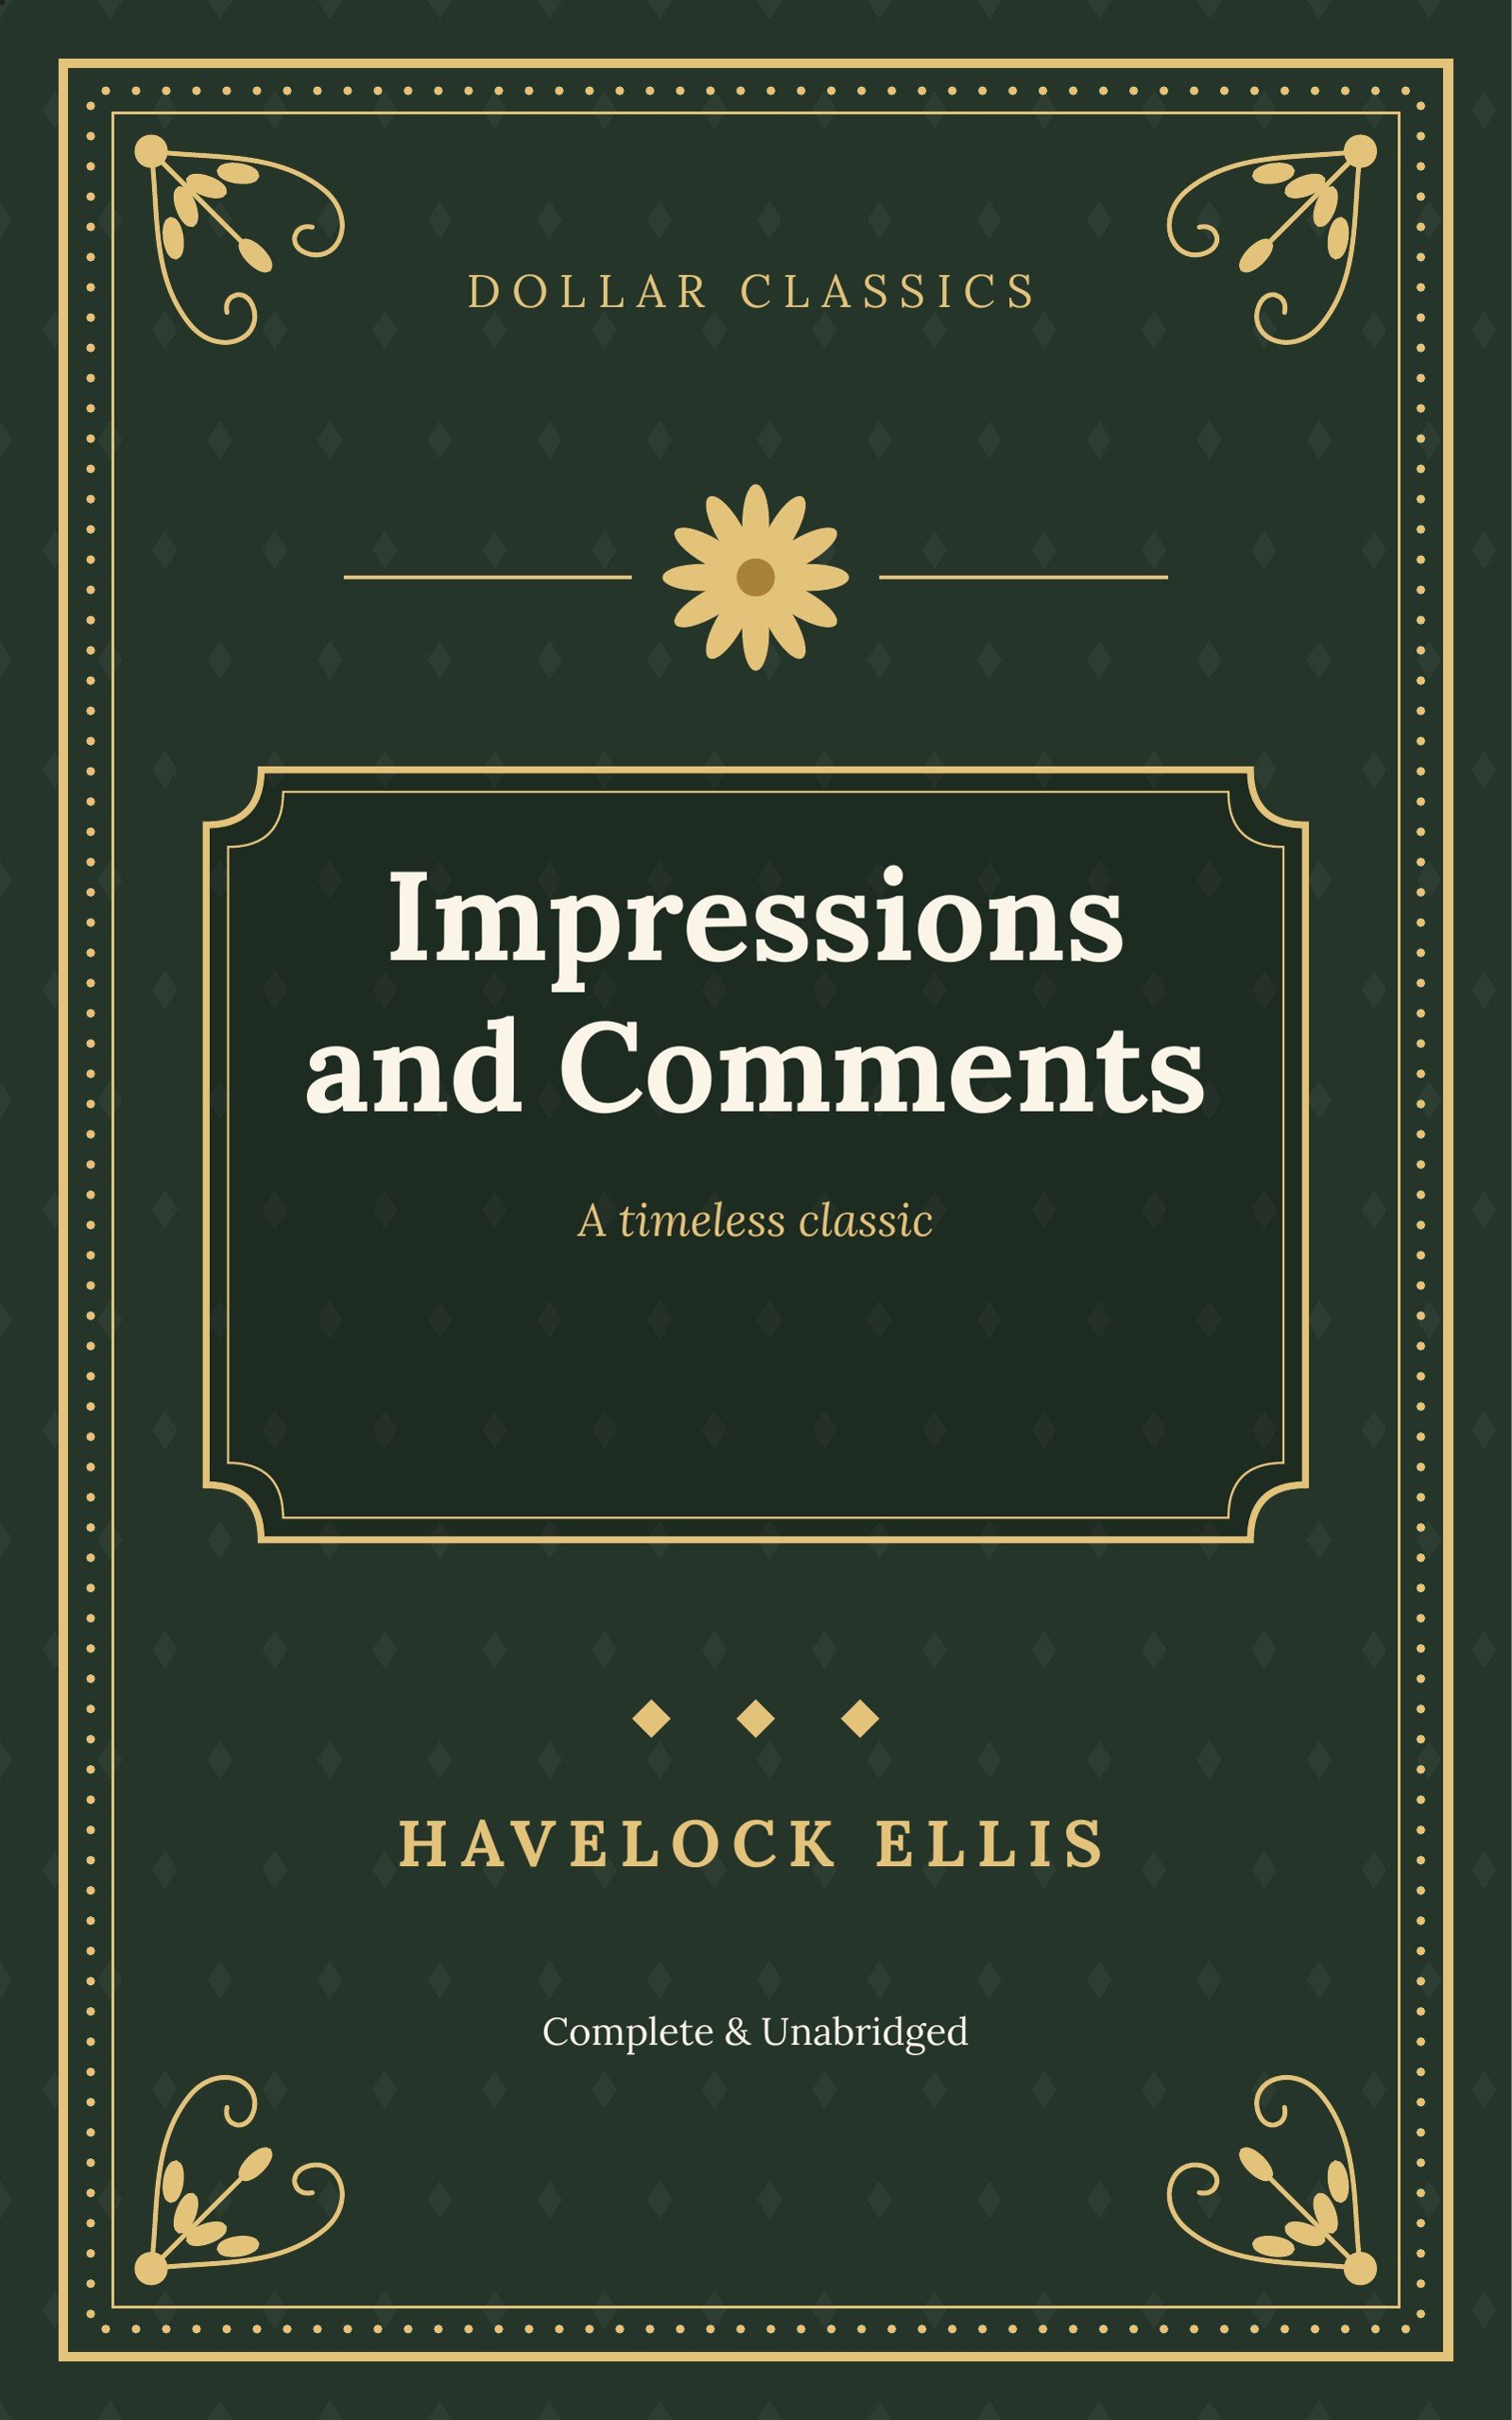 DOLLAR CLASSICS
Impressions
and Comments
A timeless classic
HAVELOCK ELLIS
Complete & Unabridged